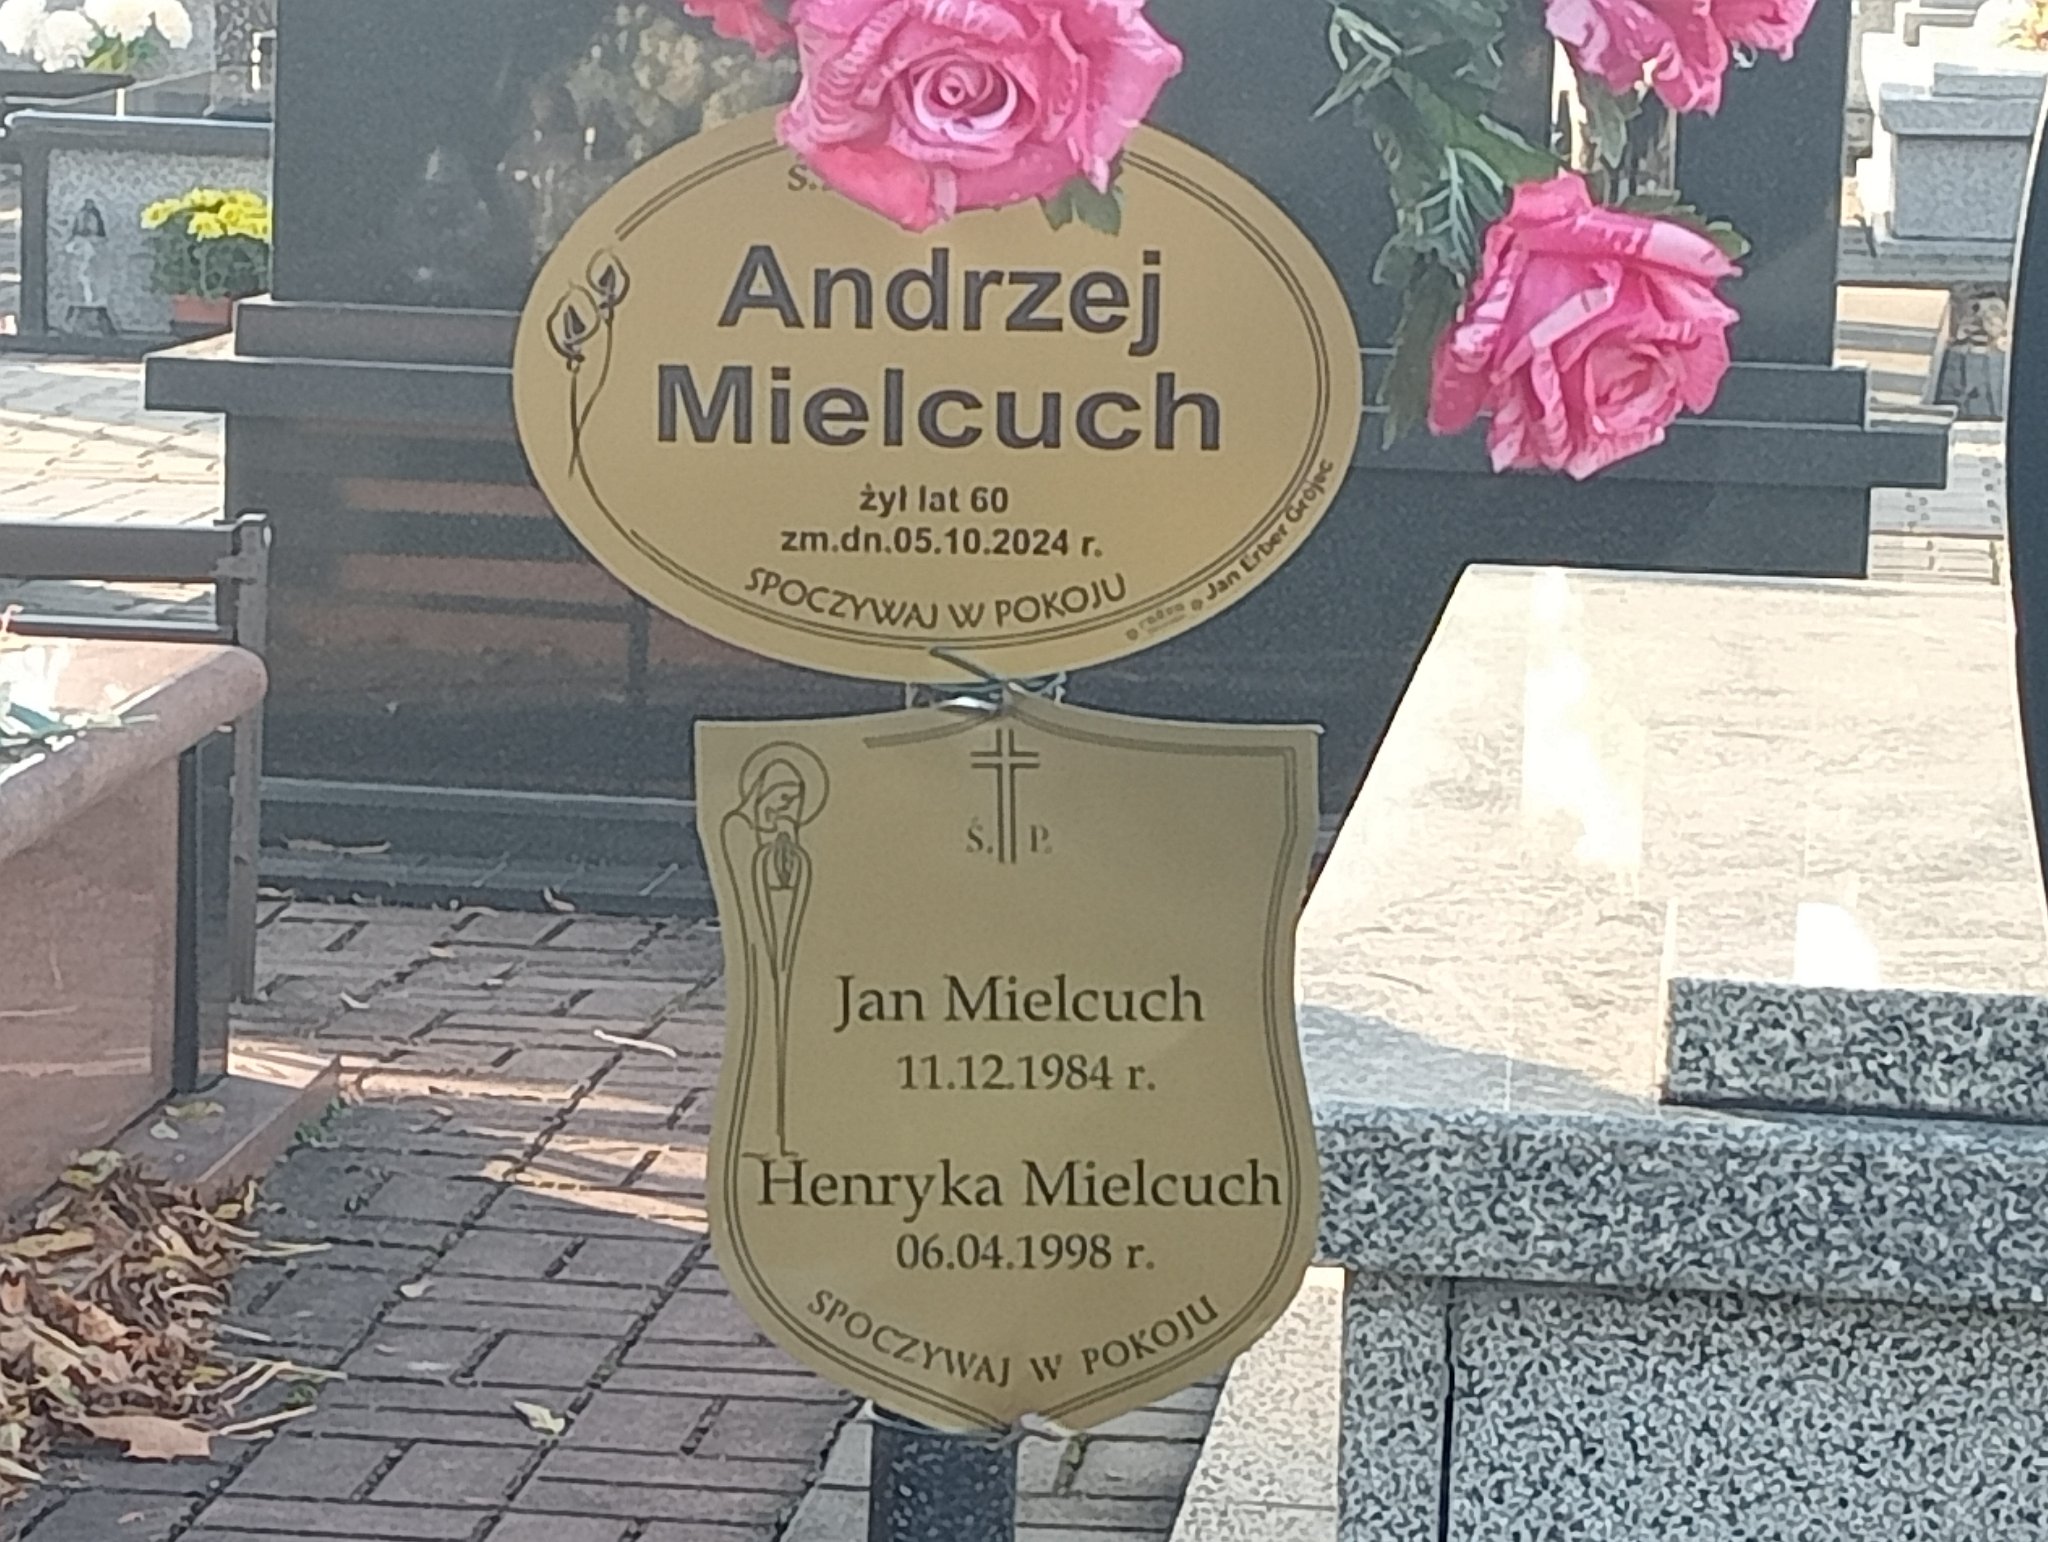 Ś.
Andrzej
Mielcuch
żył lat 60
zm.dn.05.10.2024 r.
SPOCZYWAJ W POKOJU
Jan Erber Grójec
Ś. P.
Jan Mielcuch
11.12.1984 r.
Henryka Mielcuch
06.04.1998 r.
SPOCZYWAJ W POKOJU